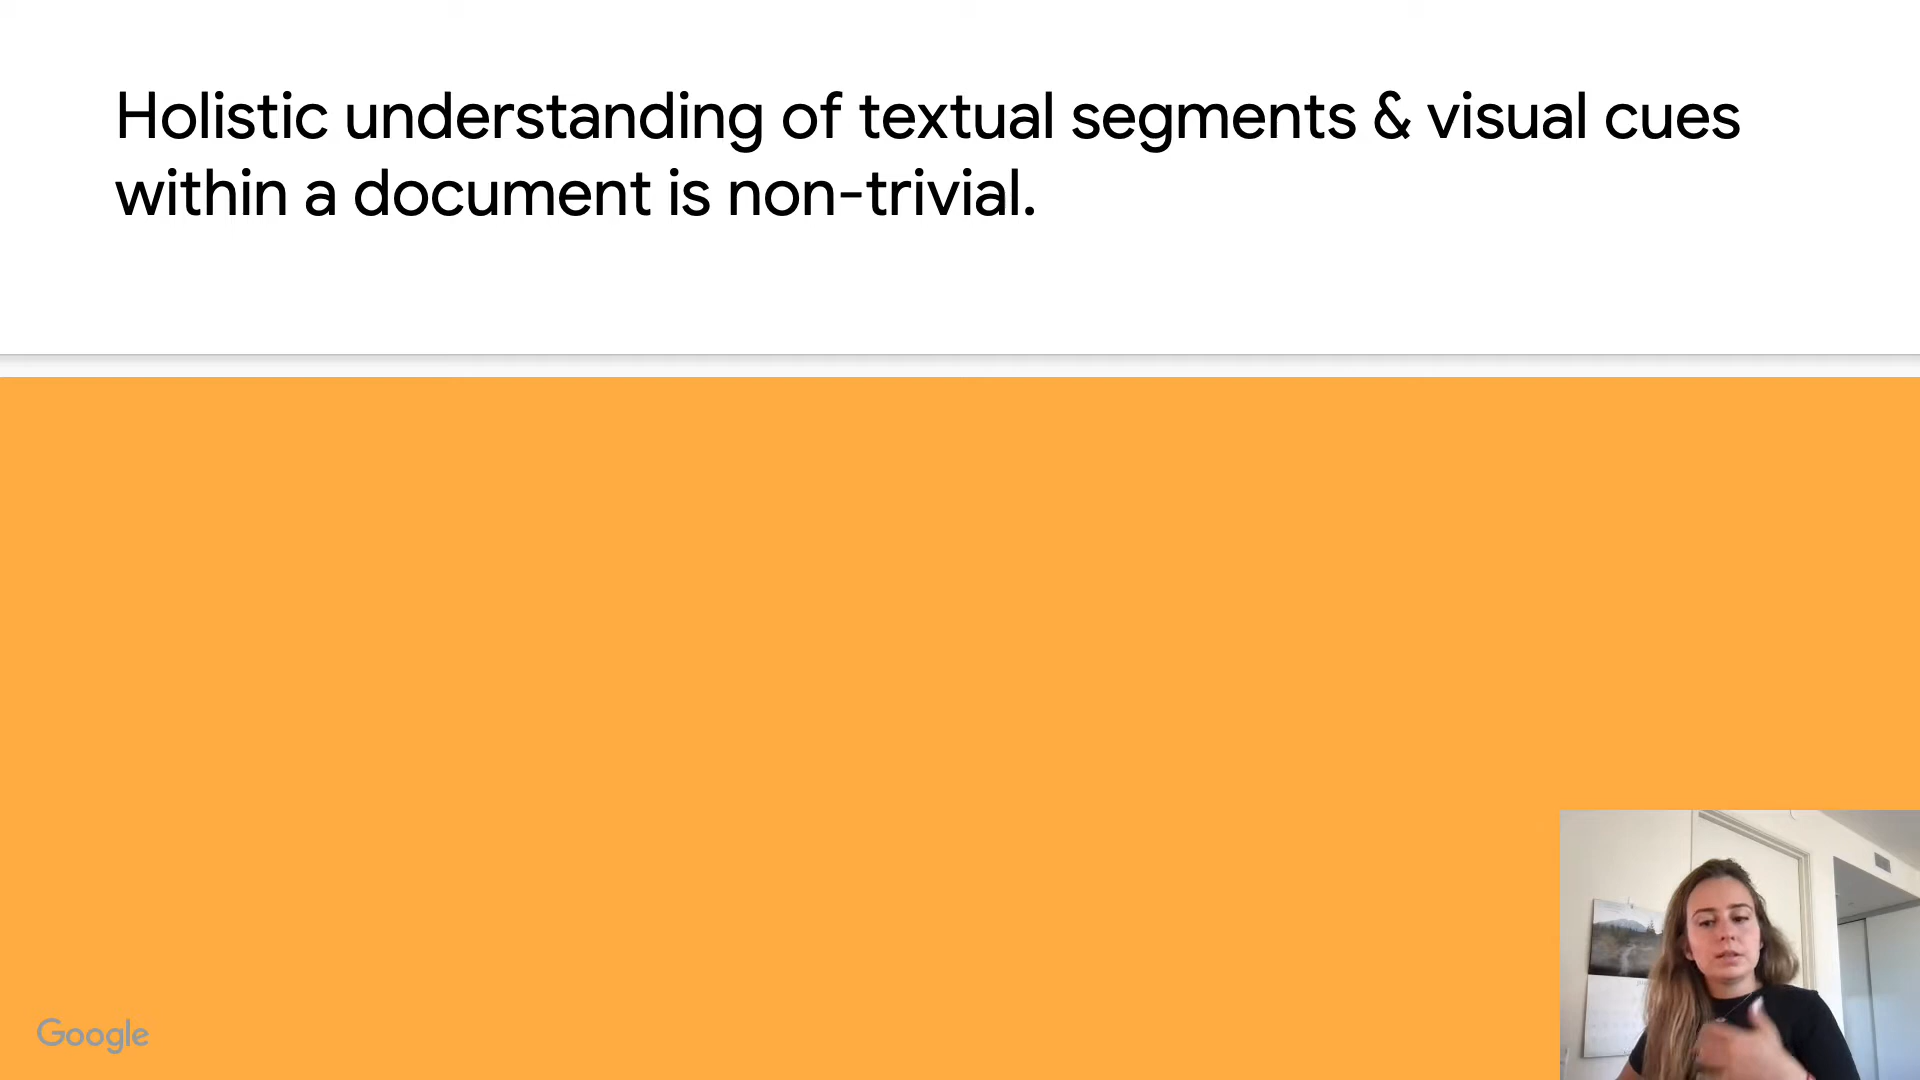 Holistic understanding of textual segments & visual cues
within a document is non-trivial.
Google